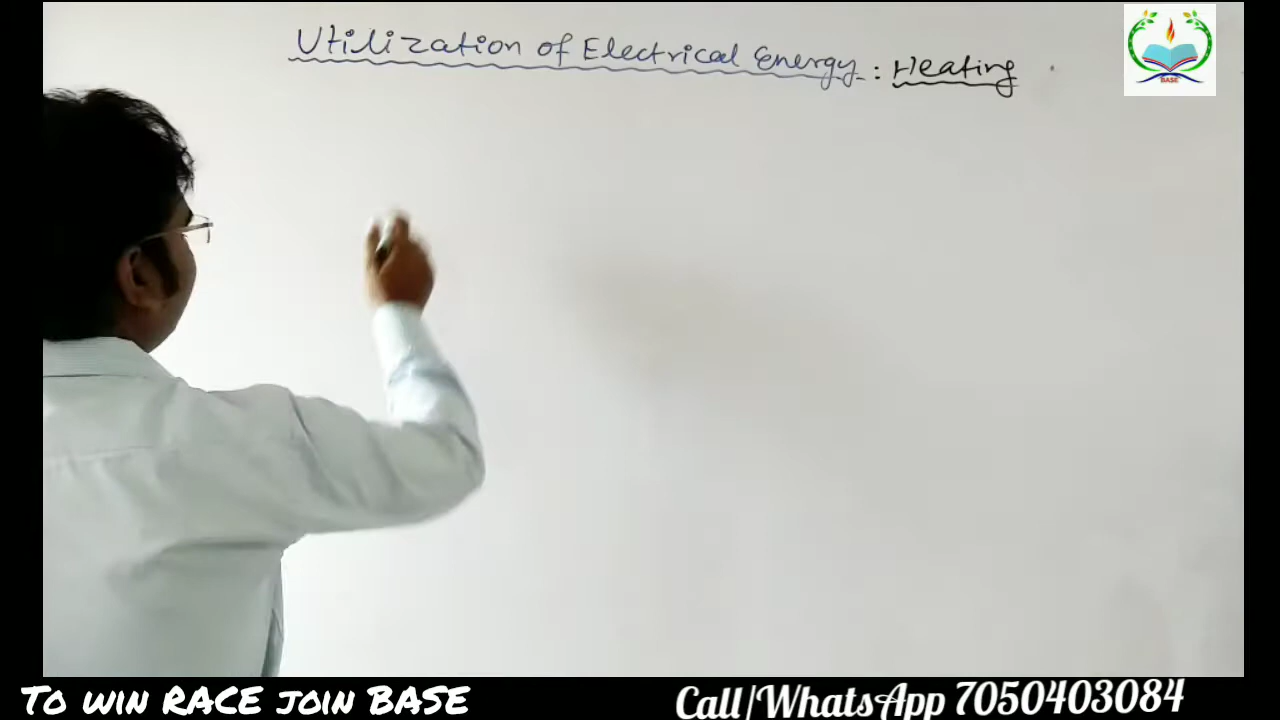 Utilization of Electrical Energy : Heating
BASE
To win RACE join BASE
Call/WhatsApp 7050403084